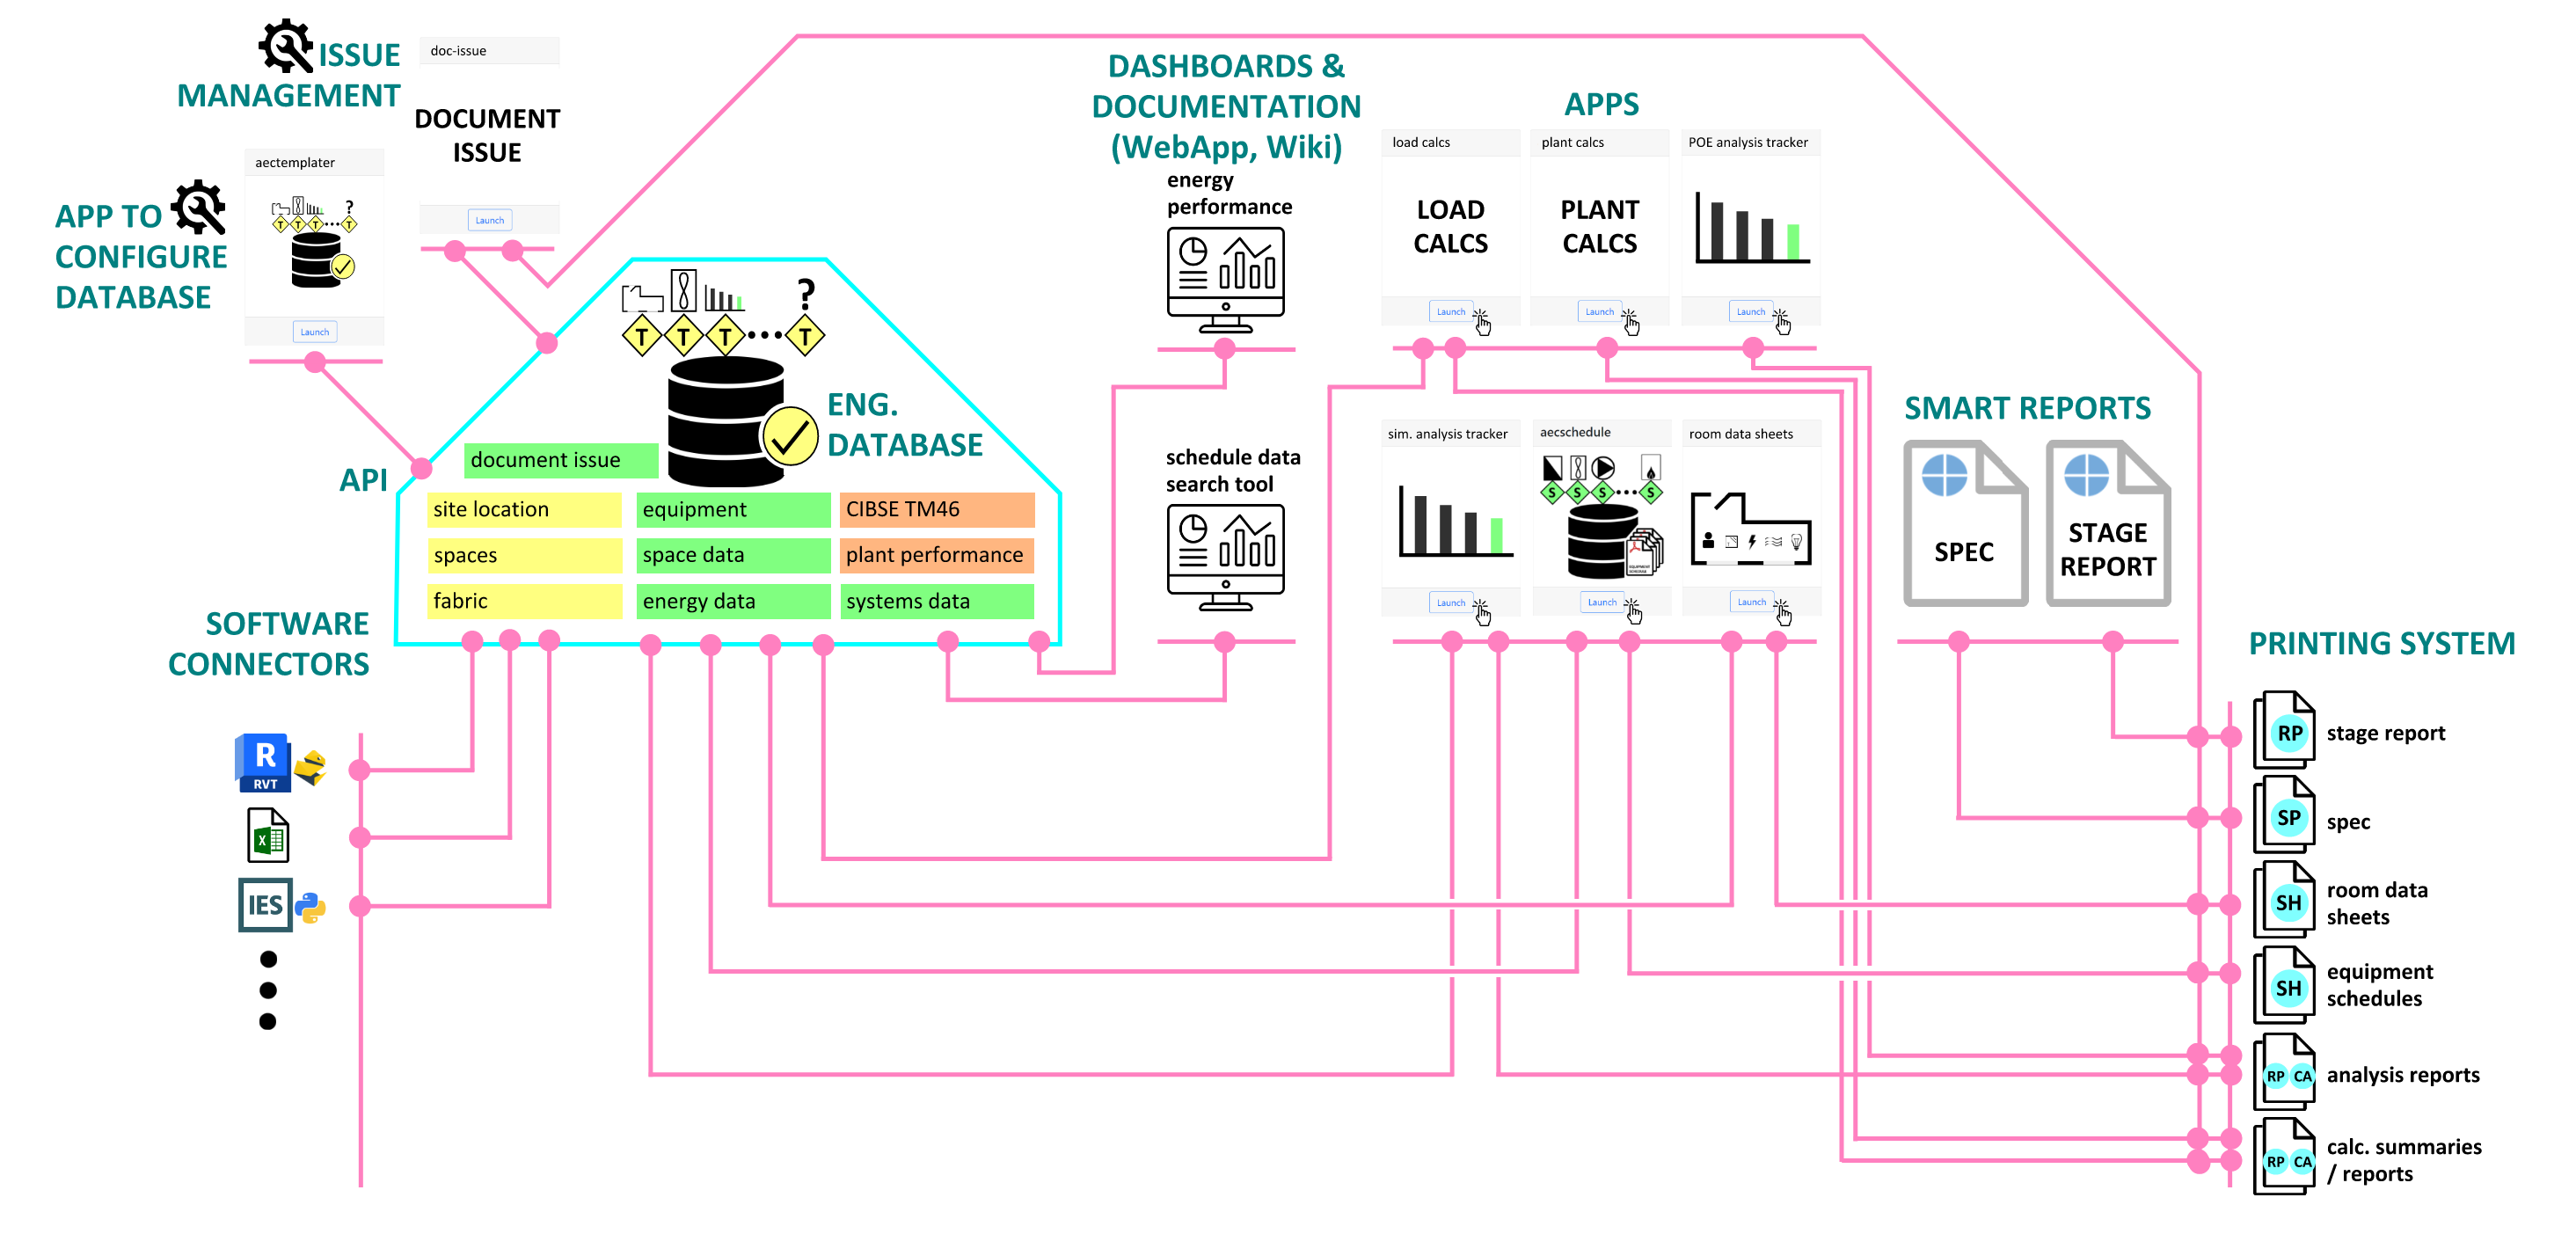 ISSUE
MANAGEMENT
doc-issue
DOCUMENT
ISSUE
Launch
aectemplater
?
T T T T
Launch
APP TO
CONFIGURE
DATABASE
API
?
T T T T
ENG.
DATABASE
document issue
site location
equipment
CIBSE TM46
spaces
space data
plant performance
fabric
energy data
systems data
SOFTWARE
CONNECTORS
R
RVT
X
IES
DASHBOARDS &
DOCUMENTATION
(WebApp, Wiki)
energy
performance
schedule data
search tool
APPS
load calcs
LOAD
CALCS
Launch
plant calcs
PLANT
CALCS
Launch
POE analysis tracker
Launch
sim. analysis tracker
Launch
aecschedule
S S S S
Launch
room data sheets
Launch
SMART REPORTS
SPEC
STAGE
REPORT
PRINTING SYSTEM
RP
stage report
SP
spec
SH
room data
sheets
SH
equipment
schedules
RP CA
analysis reports
RP CA
calc. summaries
/ reports